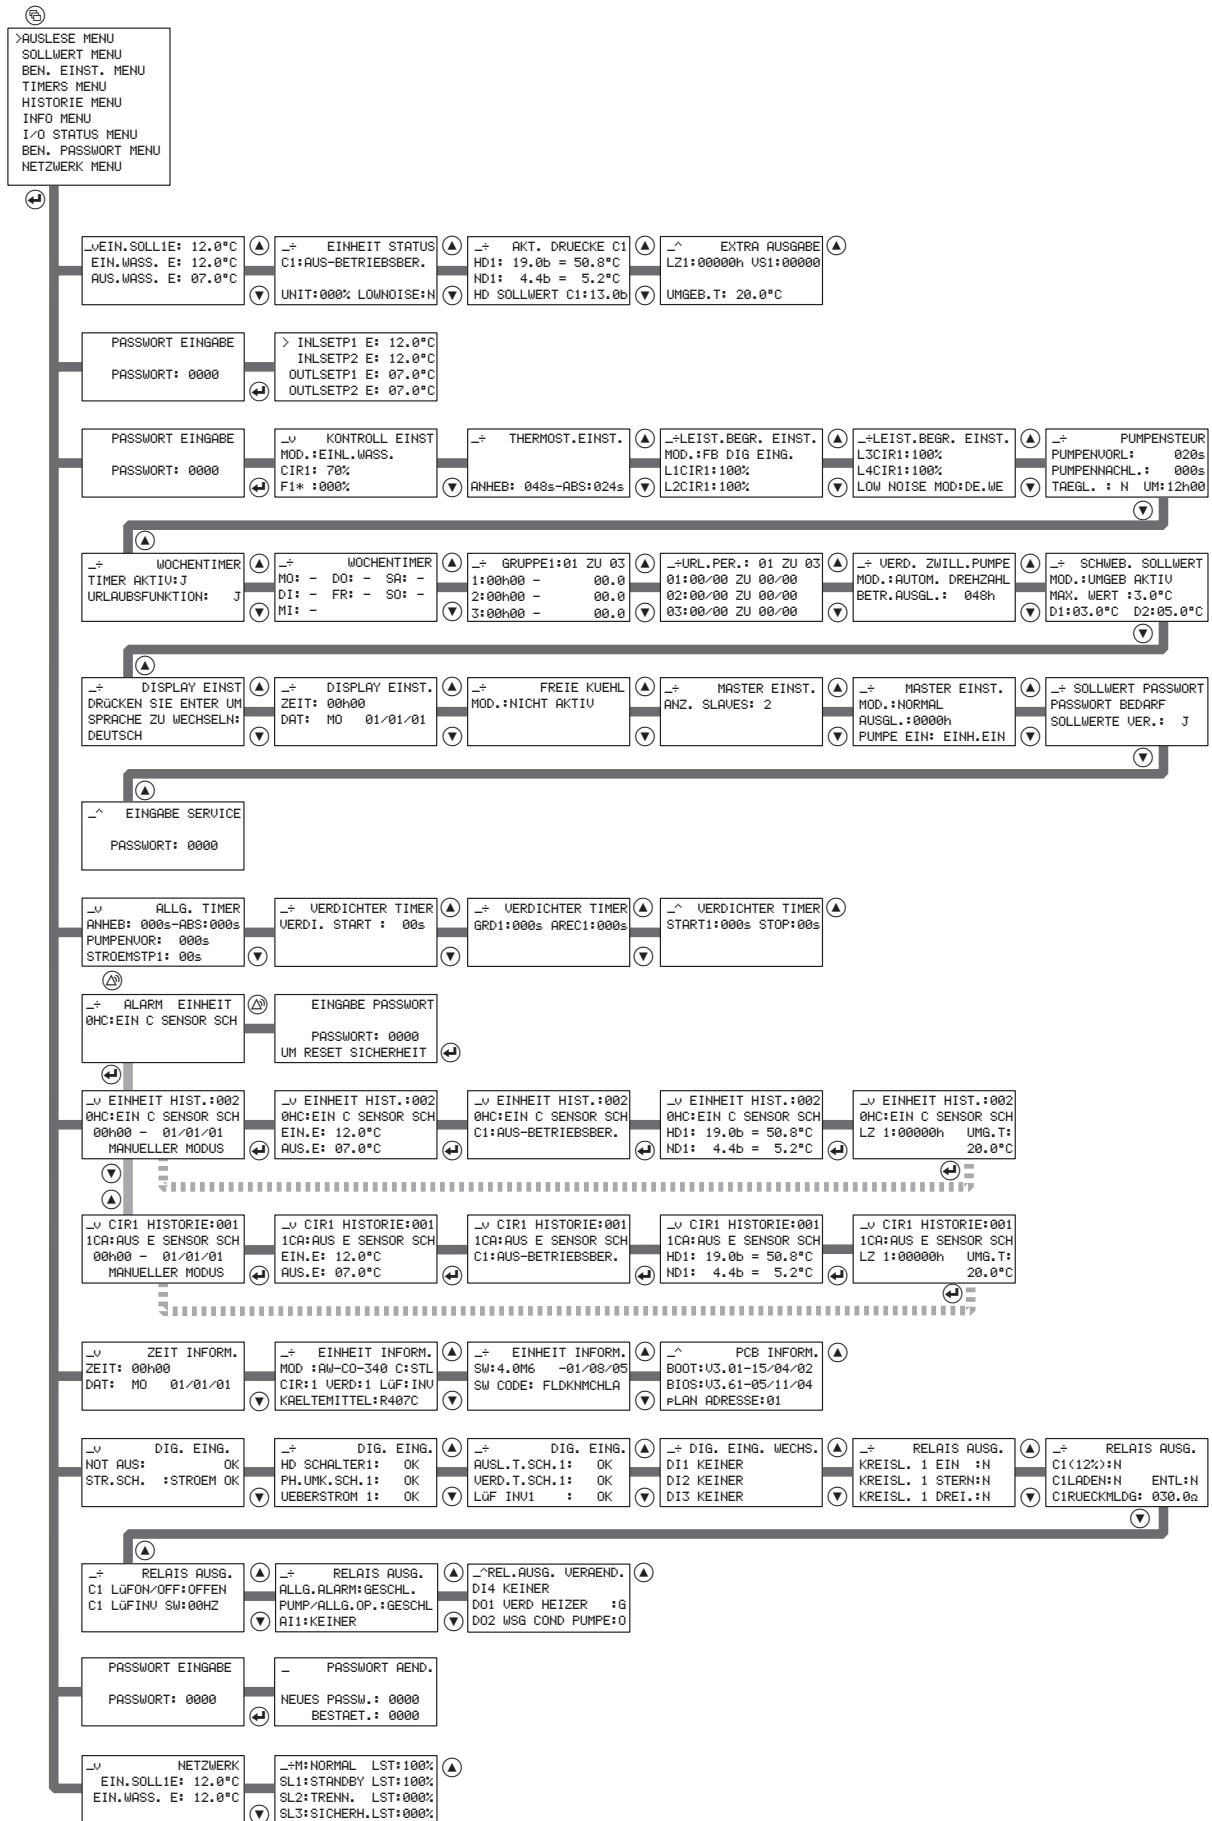 >AUSLESE MENU
SOLLWERT MENU
BEN. EINST. MENU
TIMERS MENU
HISTORIE MENU
INFO MENU
I/O STATUS MENU
BEN. PASSWORT MENU
NETZWERK MENU
_vEIN.SOLL1E: 12.0°C
EIN.WASS. E: 12.0°C
AUS.WASS. E: 07.0°C
_÷ EINHEIT STATUS
C1:AUS-BETRIEBSBER.
UNIT:000% LOWNOISE:N
_÷ AKT. DRUECKE C1
HD1: 19.0b = 50.8°C
ND1: 4.4b = 5.2°C
HD SOLLWERT C1:13.0b
_^ EXTRA AUSGABE
LZ1:00000h VS1:00000
UMGEB.T: 20.0°C
PASSWORT EINGABE
PASSWORT: 0000
> INLSETP1 E: 12.0°C
INLSETP2 E: 12.0°C
OUTLSETP1 E: 07.0°C
OUTLSETP2 E: 07.0°C
PASSWORT EINGABE
PASSWORT: 0000
_v KONTROLL EINST
MOD.:EINL.WASS.
CIR1: 70%
F1* :000%
_÷ THERMOST.EINST.
ANHEB: 048s-ABS:024s
_÷LEIST.BEGR. EINST.
MOD.:FB DIG EING.
L1CIR1:100%
L2CIR1:100%
_÷LEIST.BEGR. EINST.
L3CIR1:100%
L4CIR1:100%
LOW NOISE MOD:DE.WE
_÷ PUMPENSTEUR
PUMPENVORL: 020s
PUMPENNACHL.: 000s
TAEGL. : N UM:12h00
_÷ WOCHENTIMER
TIMER AKTIV:J
URLAUBSFUNKTION: J
_÷ WOCHENTIMER
MO: - DO: - SA: -
DI: - FR: - SO: -
MI: -
_÷ GRUPPE1:01 ZU 03
1:00h00 - 00.0
2:00h00 - 00.0
3:00h00 - 00.0
_÷URL.PER.: 01 ZU 03
01:00/00 ZU 00/00
02:00/00 ZU 00/00
03:00/00 ZU 00/00
_÷ VERD. ZWILL.PUMPE
MOD.:AUTOM. DREHZAHL
BETR.AUSGL.: 048h
_÷ SCHWEB. SOLLWERT
MOD.:UMGEB AKTIV
MAX. WERT :3.0°C
D1:03.0°C D2:05.0°C
_÷ DISPLAY EINST
DRüCKEN SIE ENTER UM
SPRACHE ZU WECHSELN:
DEUTSCH
_÷ DISPLAY EINST.
ZEIT: 00h00
DAT: MO 01/01/01
_÷ FREIE KUEHL
MOD.:NICHT AKTIV
_÷ MASTER EINST.
ANZ. SLAVES: 2
_÷ MASTER EINST.
MOD.:NORMAL
AUSGL.:0000h
PUMPE EIN: EINH.EIN
_÷ SOLLWERT PASSWORT
PASSWORT BEDARF
SOLLWERTE VER.: J
_^ EINGABE SERVICE
PASSWORT: 0000
_v ALLG. TIMER
ANHEB: 000s-ABS:000s
PUMPENVOR: 000s
STROEMSTP1: 00s
_÷ VERDICHTER TIMER
VERDI. START : 00s
_÷ VERDICHTER TIMER
GRD1:000s AREC1:000s
_^ VERDICHTER TIMER
START1:000s STOP:00s
_÷ ALARM EINHEIT
0HC:EIN C SENSOR SCH
EINGABE PASSWORT
PASSWORT: 0000
UM RESET SICHERHEIT
_v EINHEIT HIST.:002
0HC:EIN C SENSOR SCH
00h00 - 01/01/01
MANUELLER MODUS
_v EINHEIT HIST.:002
0HC:EIN C SENSOR SCH
EIN.E: 12.0°C
AUS.E: 07.0°C
_v EINHEIT HIST.:002
0HC:EIN C SENSOR SCH
C1:AUS-BETRIEBSBER.
_v EINHEIT HIST.:002
0HC:EIN C SENSOR SCH
HD1: 19.0b = 50.8°C
ND1: 4.4b = 5.2°C
_v EINHEIT HIST.:002
0HC:EIN C SENSOR SCH
LZ 1:00000h UMG.T:
20.0°C
_v CIR1 HISTORIE:001
1CA:AUS E SENSOR SCH
00h00 - 01/01/01
MANUELLER MODUS
_v CIR1 HISTORIE:001
1CA:AUS E SENSOR SCH
EIN.E: 12.0°C
AUS.E: 07.0°C
_v CIR1 HISTORIE:001
1CA:AUS E SENSOR SCH
C1:AUS-BETRIEBSBER.
_v CIR1 HISTORIE:001
1CA:AUS E SENSOR SCH
HD1: 19.0b = 50.8°C
ND1: 4.4b = 5.2°C
_v CIR1 HISTORIE:001
1CA:AUS E SENSOR SCH
LZ 1:00000h UMG.T:
20.0°C
_v ZEIT INFORM.
ZEIT: 00h00
DAT: MO 01/01/01
_÷ EINHEIT INFORM.
MOD :AW-CO-340 C:STL
CIR:1 VERD:1 LüF:INV
KAELTEMITTEL:R407C
_÷ EINHEIT INFORM.
SW:4.0M6 -01/08/05
SW CODE: FLDKNMCHLA
_^ PCB INFORM.
BOOT:V3.01-15/04/02
BIOS:V3.61-05/11/04
pLAN ADRESSE:01
_v DIG. EING.
NOT AUS: OK
STR.SCH. :STROEM OK
_÷ DIG. EING.
HD SCHALTER1: OK
PH.UMK.SCH.1: OK
UEBERSTROM 1: OK
_÷ DIG. EING.
AUSL.T.SCH.1: OK
VERD.T.SCH.1: OK
LüF INV1 : OK
_÷ DIG. EING. WECHS.
DI1 KEINER
DI2 KEINER
DI3 KEINER
_÷ RELAIS AUSG.
KREISL. 1 EIN :N
KREISL. 1 STERN:N
KREISL. 1 DREI.:N
_÷ RELAIS AUSG.
C1(12%):N
C1LADEN:N ENTL:N
C1RUECKMLDG: 030.0Ω
_÷ RELAIS AUSG.
C1 LüFON/OFF:OFFEN
C1 LüFINV SW:00HZ
_÷ RELAIS AUSG.
ALLG.ALARM:GESCHL.
PUMP/ALLG.OP.:GESCHL
AI1:KEINER
_^REL.AUSG. VERAEND.
DI4 KEINER
DO1 VERD HEIZER :G
DO2 WSG COND PUMPE:O
PASSWORT EINGABE
PASSWORT: 0000
_ PASSWORT AEND.
NEUES PASSW.: 0000
BESTAET.: 0000
_v NETZWERK
EIN.SOLL1E: 12.0°C
EIN.WASS. E: 12.0°C
_÷M:NORMAL LST:100%
SL1:STANDBY LST:100%
SL2:TRENN. LST:000%
SL3:SICHERH.LST:000%